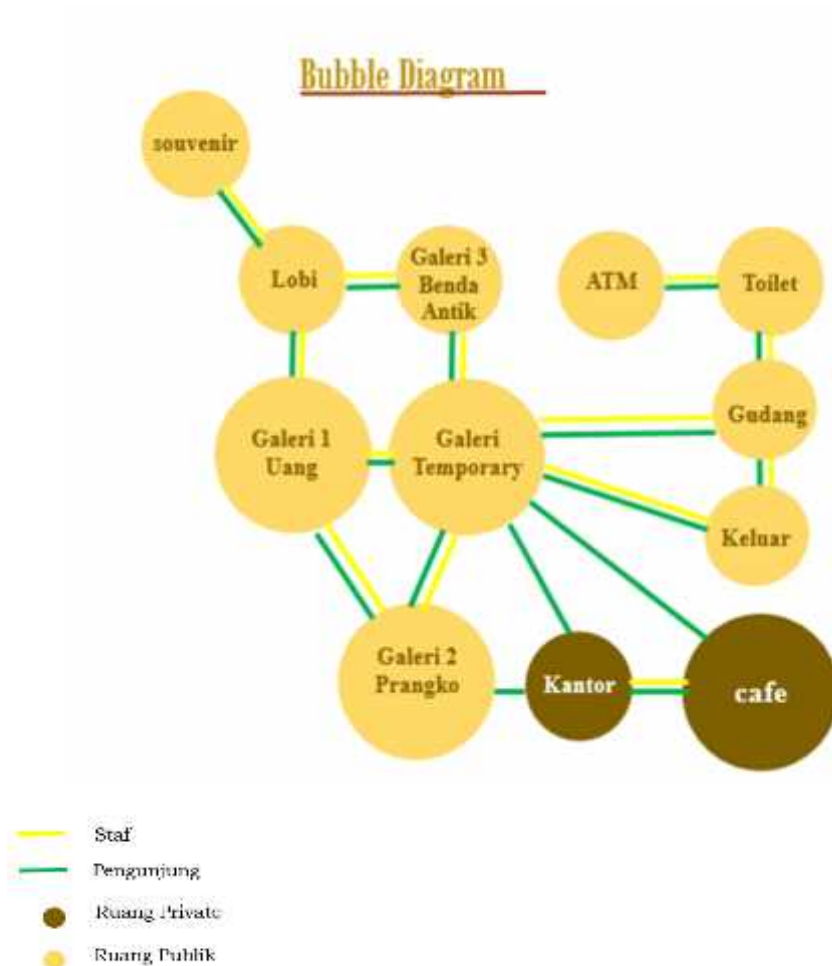 Bubble Diagram
souvenir
Lobi
Galeri 3
Benda
Antik
ATM
Toilet
Galeri 1
Uang
Galeri
Temporary
Gudang
Keluar
Galeri 2
Prangko
Kantor
cafe
Staf
Pengunjung
Ruang Private
Ruang Publik